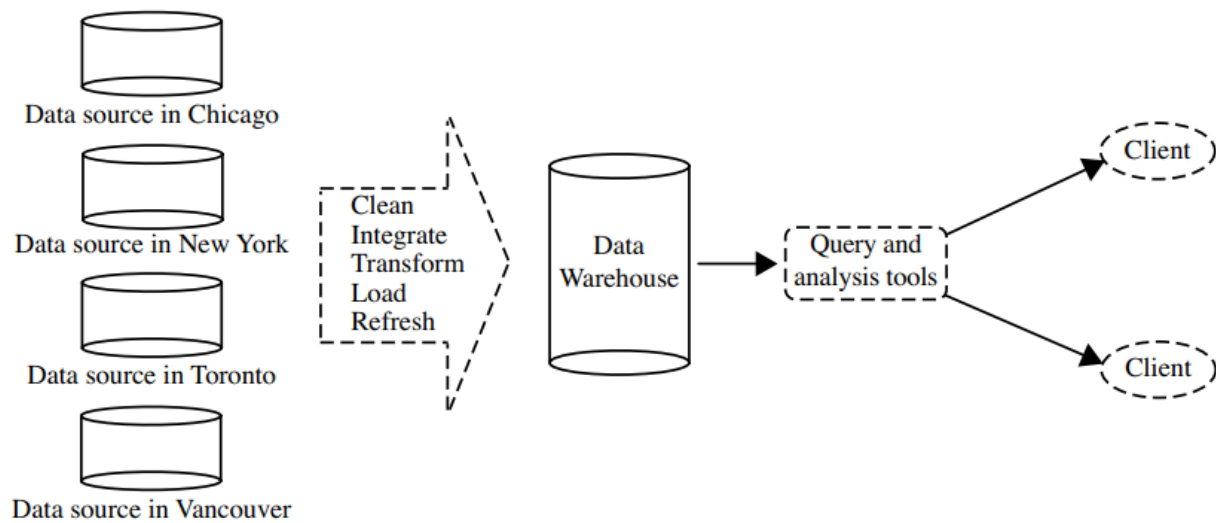 Data source in Chicago
Data source in New York
Data source in Toronto
Data source in Vancouver
Clean
Integrate
Transform
Load
Refresh
Data
Warehouse
Query and
analysis tools
Client
Client